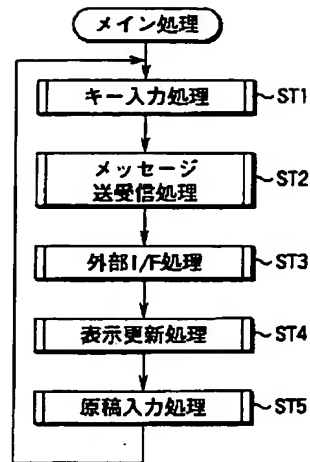 メイン処理
キー入力処理 ~ST1
メッセージ
送受信処理 ~ST2
外部I/F処理 ~ST3
表示更新処理 ~ST4
原稿入力処理 ~ST5